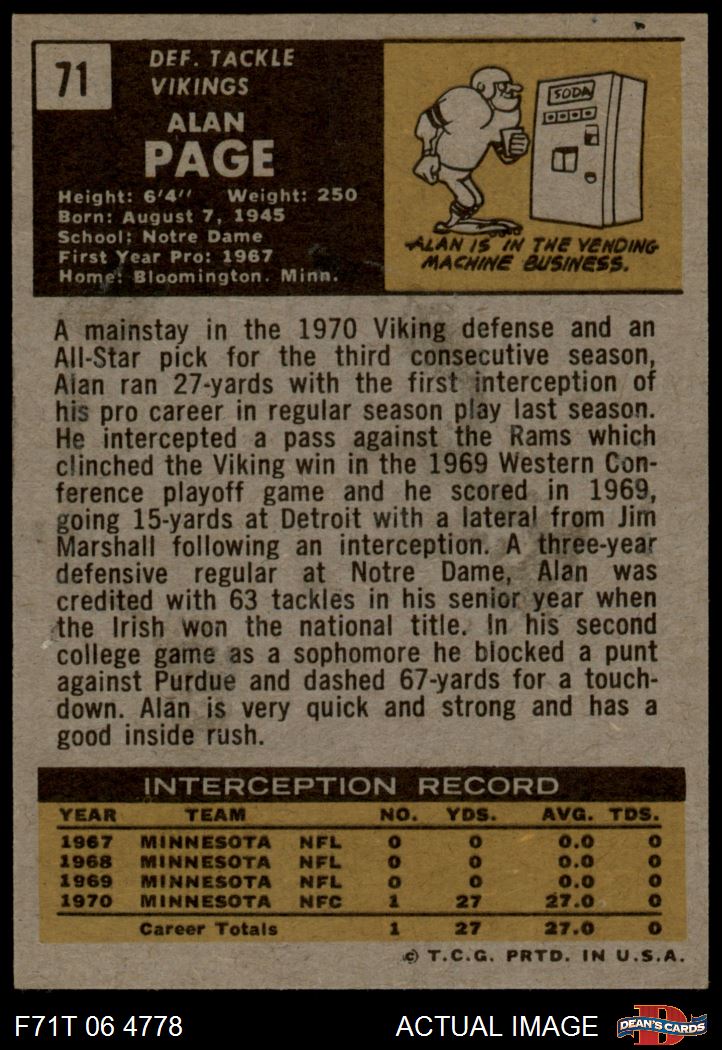 71
DEF. TACKLE
VIKINGS
ALAN
PAGE
Height: 6'4'' Weight: 250
Born: August 7, 1945
School: Notre Dame
First Year Pro: 1967
Home: Bloomington. Minn.
SODA
ALAN IS IN THE VENDING
MACHINE BUSINESS.
A mainstay in the 1970 Viking defense and an
All-Star pick for the third consecutive season,
Alan ran 27-yards with the first interception of
his pro career in regular season play last season.
He intercepted a pass against the Rams which
clinched the Viking win in the 1969 Western Con-
ference playoff game and he scored in 1969,
going 15-yards at Detroit with a lateral from Jim
Marshall following an interception. A three-year
defensive regular at Notre Dame, Alan was
credited with 63 tackles in his senior year when
the Irish won the national title. In his second
college game as a sophomore he blocked a punt
against Purdue and dashed 67-yards for a touch-
down. Alan is very quick and strong and has a
good inside rush.
INTERCEPTION RECORD
YEAR TEAM NO. YDS. AVG. TDS.
1967 MINNESOTA NFL 0 0 0.0 0
1968 MINNESOTA NFL 0 0 0.0 0
1969 MINNESOTA NFL 0 0 0.0 0
1970 MINNESOTA NFC 1 27 27.0 0
Career Totals 1 27 27.0 0
© T.C.G. PRTD. IN U.S.A.
F71T 06 4778 ACTUAL IMAGE DEAN'S CARDS